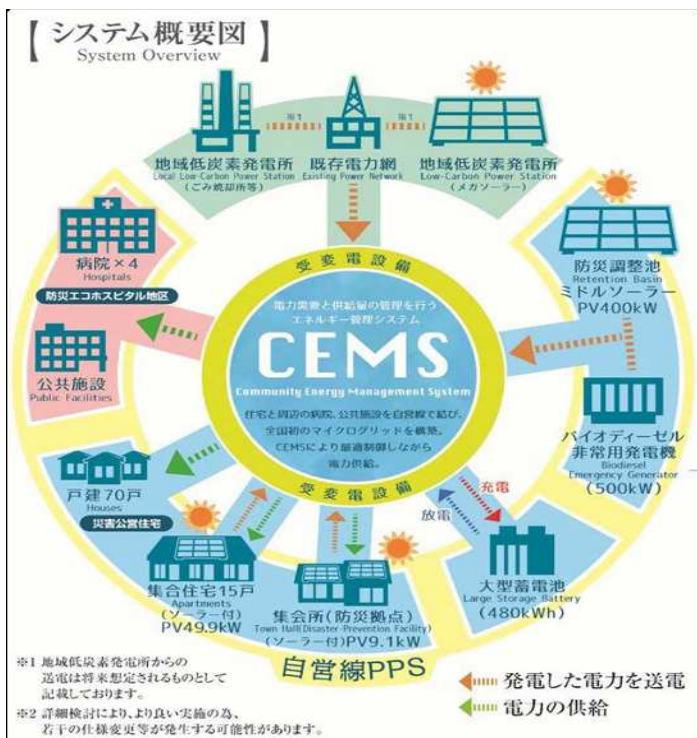 【システム概要図】
System Overview
※1
※1
地域低炭素発電所
Local Low-Carbon Power Station
(ごみ焼却所等)
既存電力網
Existing Power Network
地域低炭素発電所
Low-Carbon Power Station
(メガソーラー)
病院×4
Hospitals
防災エコホスピタル地区
公共施設
Public Facilities
防災調整池
Retention Basin
ミドルソーラー
PV400kW
バイオディーゼル
非常用発電機
Biodiesel
Emergency Generator
(500kW)
受変電設備
電力需要と供給量の管理を行う
エネルギー管理システム
CEMS
Community Energy Management System
住宅と周辺の病院、公共施設を自営線で結び、
全国初のマイクログリッドを構築。
CEMSにより最適制御しながら
電力供給。
受変電設備
戸建70戸
Houses
災害公営住宅
集合住宅15戸
Apartments
(ソーラー付)
PV49.9kW
集会所(防災拠点)
Town Hall(Disaster-Prevention Facility)
(ソーラー付)PV9.1kW
充電
放電
大型蓄電池
Large Storage Battery
(480kWh)
自営線PPS
※1 地域低炭素発電所からの
送電は将来想定されるものとして
記載しております。
※2 詳細検討により、より良い実施の為、
若干の仕様変更等が発生する可能性があります。
発電した電力を送電
電力の供給